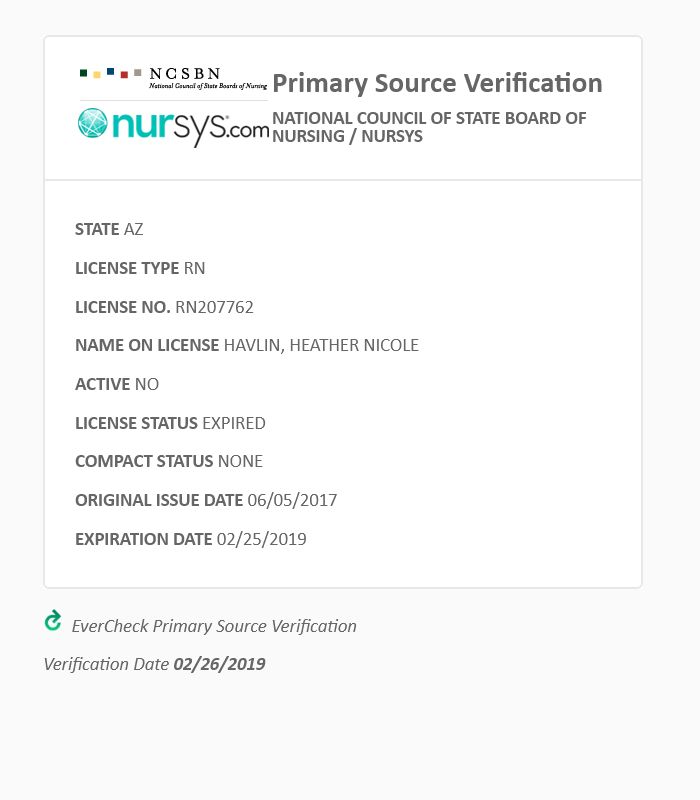 NCSBN
National Council of State Boards of Nursing
nursys.com
Primary Source Verification
NATIONAL COUNCIL OF STATE BOARD OF
NURSING / NURSYS
STATE AZ
LICENSE TYPE RN
LICENSE NO. RN207762
NAME ON LICENSE HAVLIN, HEATHER NICOLE
ACTIVE NO
LICENSE STATUS EXPIRED
COMPACT STATUS NONE
ORIGINAL ISSUE DATE 06/05/2017
EXPIRATION DATE 02/25/2019
EverCheck Primary Source Verification
Verification Date 02/26/2019